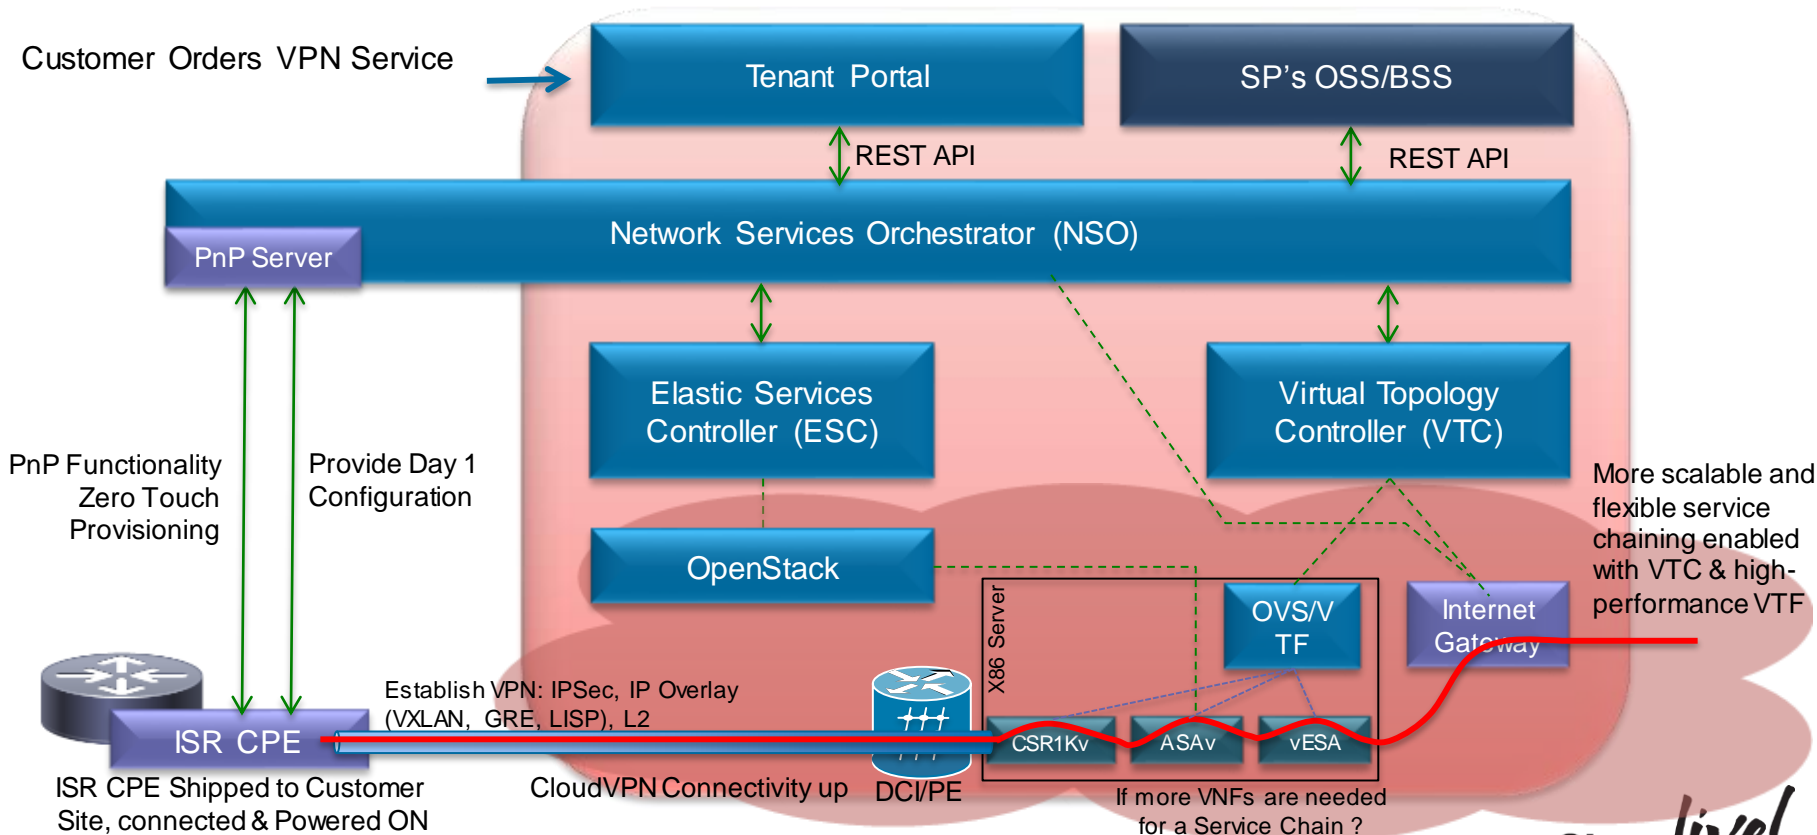 Customer Orders VPN Service
Tenant Portal
SP's OSS/BSS
REST API
REST API
Network Services Orchestrator (NSO)
PnP Server
Elastic Services
Controller (ESC)
Virtual Topology
Controller (VTC)
PnP Functionality
Zero Touch
Provisioning
Provide Day 1
Configuration
More scalable and
flexible service
chaining enabled
with VTC & high-
performance VTF
OpenStack
X86 Server
OVS/V
TF
Internet
Gateway
Establish VPN: IPSec, IP Overlay
(VXLAN, GRE, LISP), L2
ISR CPE
CSR1Kv
ASAv
vESA
CloudVPN Connectivity up
DCI/PE
ISR CPE Shipped to Customer
Site, connected & Powered ON
If more VNFs are needed
for a Service Chain ?
live!